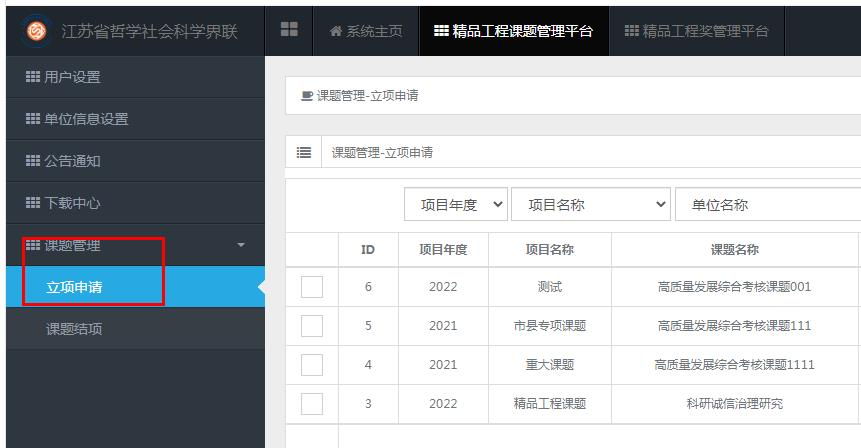 江苏省哲学社会科学界联
系统主页
精品工程课题管理平台
精品工程奖管理平台
用户设置
单位信息设置
公告通知
下载中心
课题管理
立项申请
课题结项
课题管理-立项申请
课题管理-立项申请
项目年度 项目名称 单位名称
ID 项目年度 项目名称 课题名称
6 2022 测试 高质量发展综合考核课题001
5 2021 市县专项课题 高质量发展综合考核课题111
4 2021 重大课题 高质量发展综合考核课题1111
3 2022 精品工程课题 科研诚信治理研究